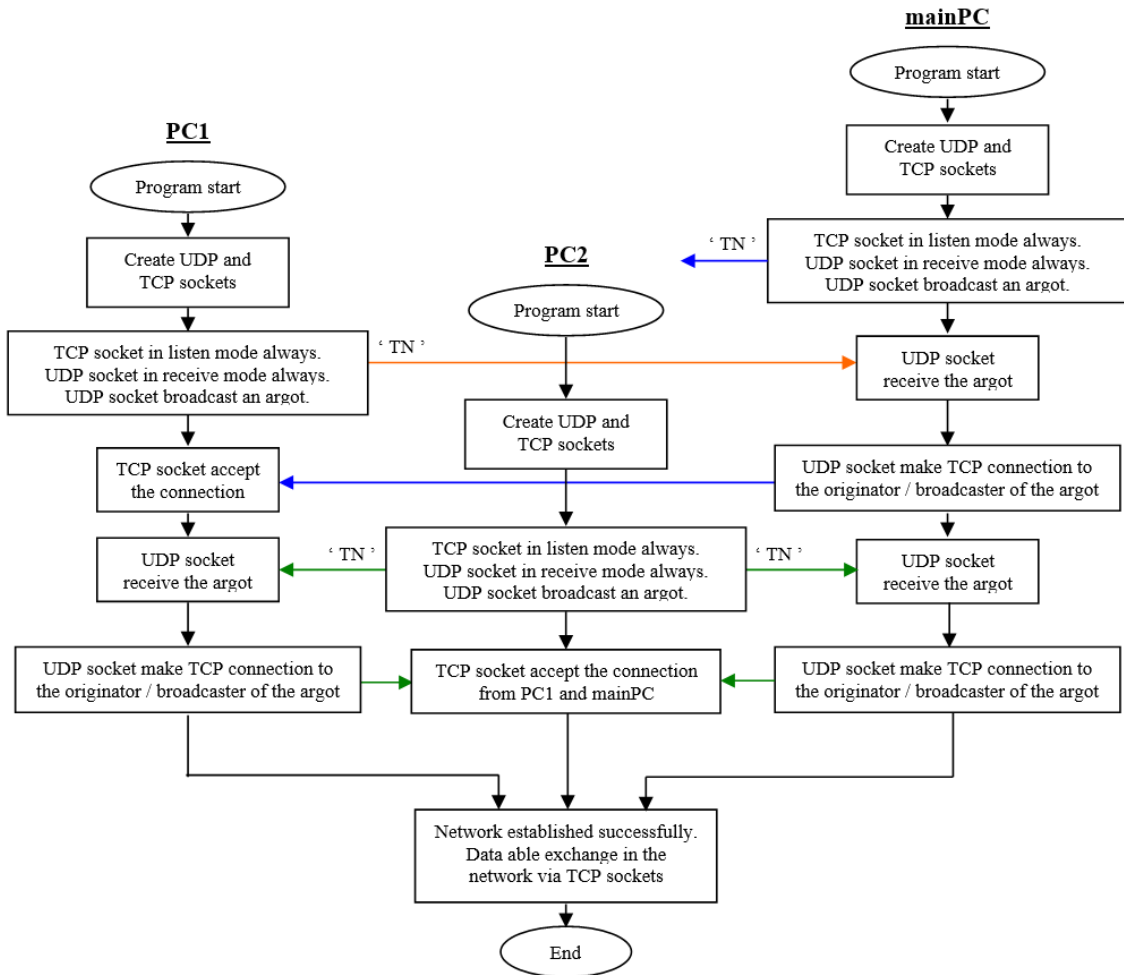 mainPC
Program start
Create UDP and
TCP sockets
TCP socket in listen mode always.
UDP socket in receive mode always.
UDP socket broadcast an argot.
‘ TN ’
UDP socket
receive the argot
UDP socket make TCP connection to
the originator / broadcaster of the argot
UDP socket
receive the argot
UDP socket make TCP connection to
the originator / broadcaster of the argot
PC1
Program start
Create UDP and
TCP sockets
TCP socket in listen mode always.
UDP socket in receive mode always.
UDP socket broadcast an argot.
‘ TN ’
TCP socket accept
the connection
UDP socket
receive the argot
UDP socket make TCP connection to
the originator / broadcaster of the argot
PC2
Program start
Create UDP and
TCP sockets
‘ TN ’
TCP socket in listen mode always.
UDP socket in receive mode always.
UDP socket broadcast an argot.
‘ TN ’
TCP socket accept the connection
from PC1 and mainPC
Network established successfully.
Data able exchange in the
network via TCP sockets
End